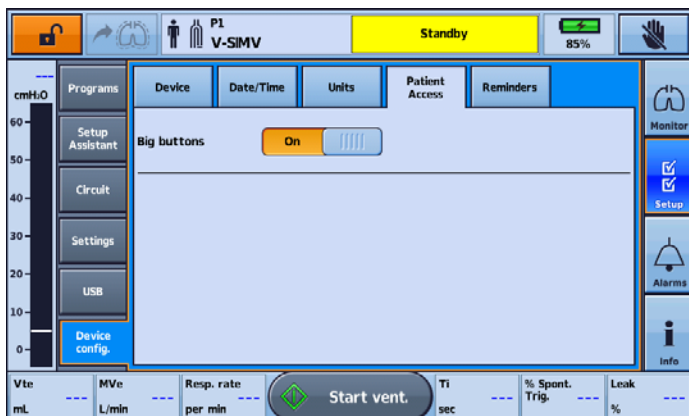 P1
V-SIMV
Standby
85%
---
cmH₂O
60
50
40
30
20
10
0
Programs
Setup
Assistant
Circuit
Settings
USB
Device
config.
Device
Date/Time
Units
Patient
Access
Reminders
Big buttons
On
Monitor
Setup
Alarms
Info
Vte
---
mL
MVe
---
L/min
Resp. rate
---
per min
Start vent.
Ti
---
sec
% Spont.
Trig.
---
Leak
---
%